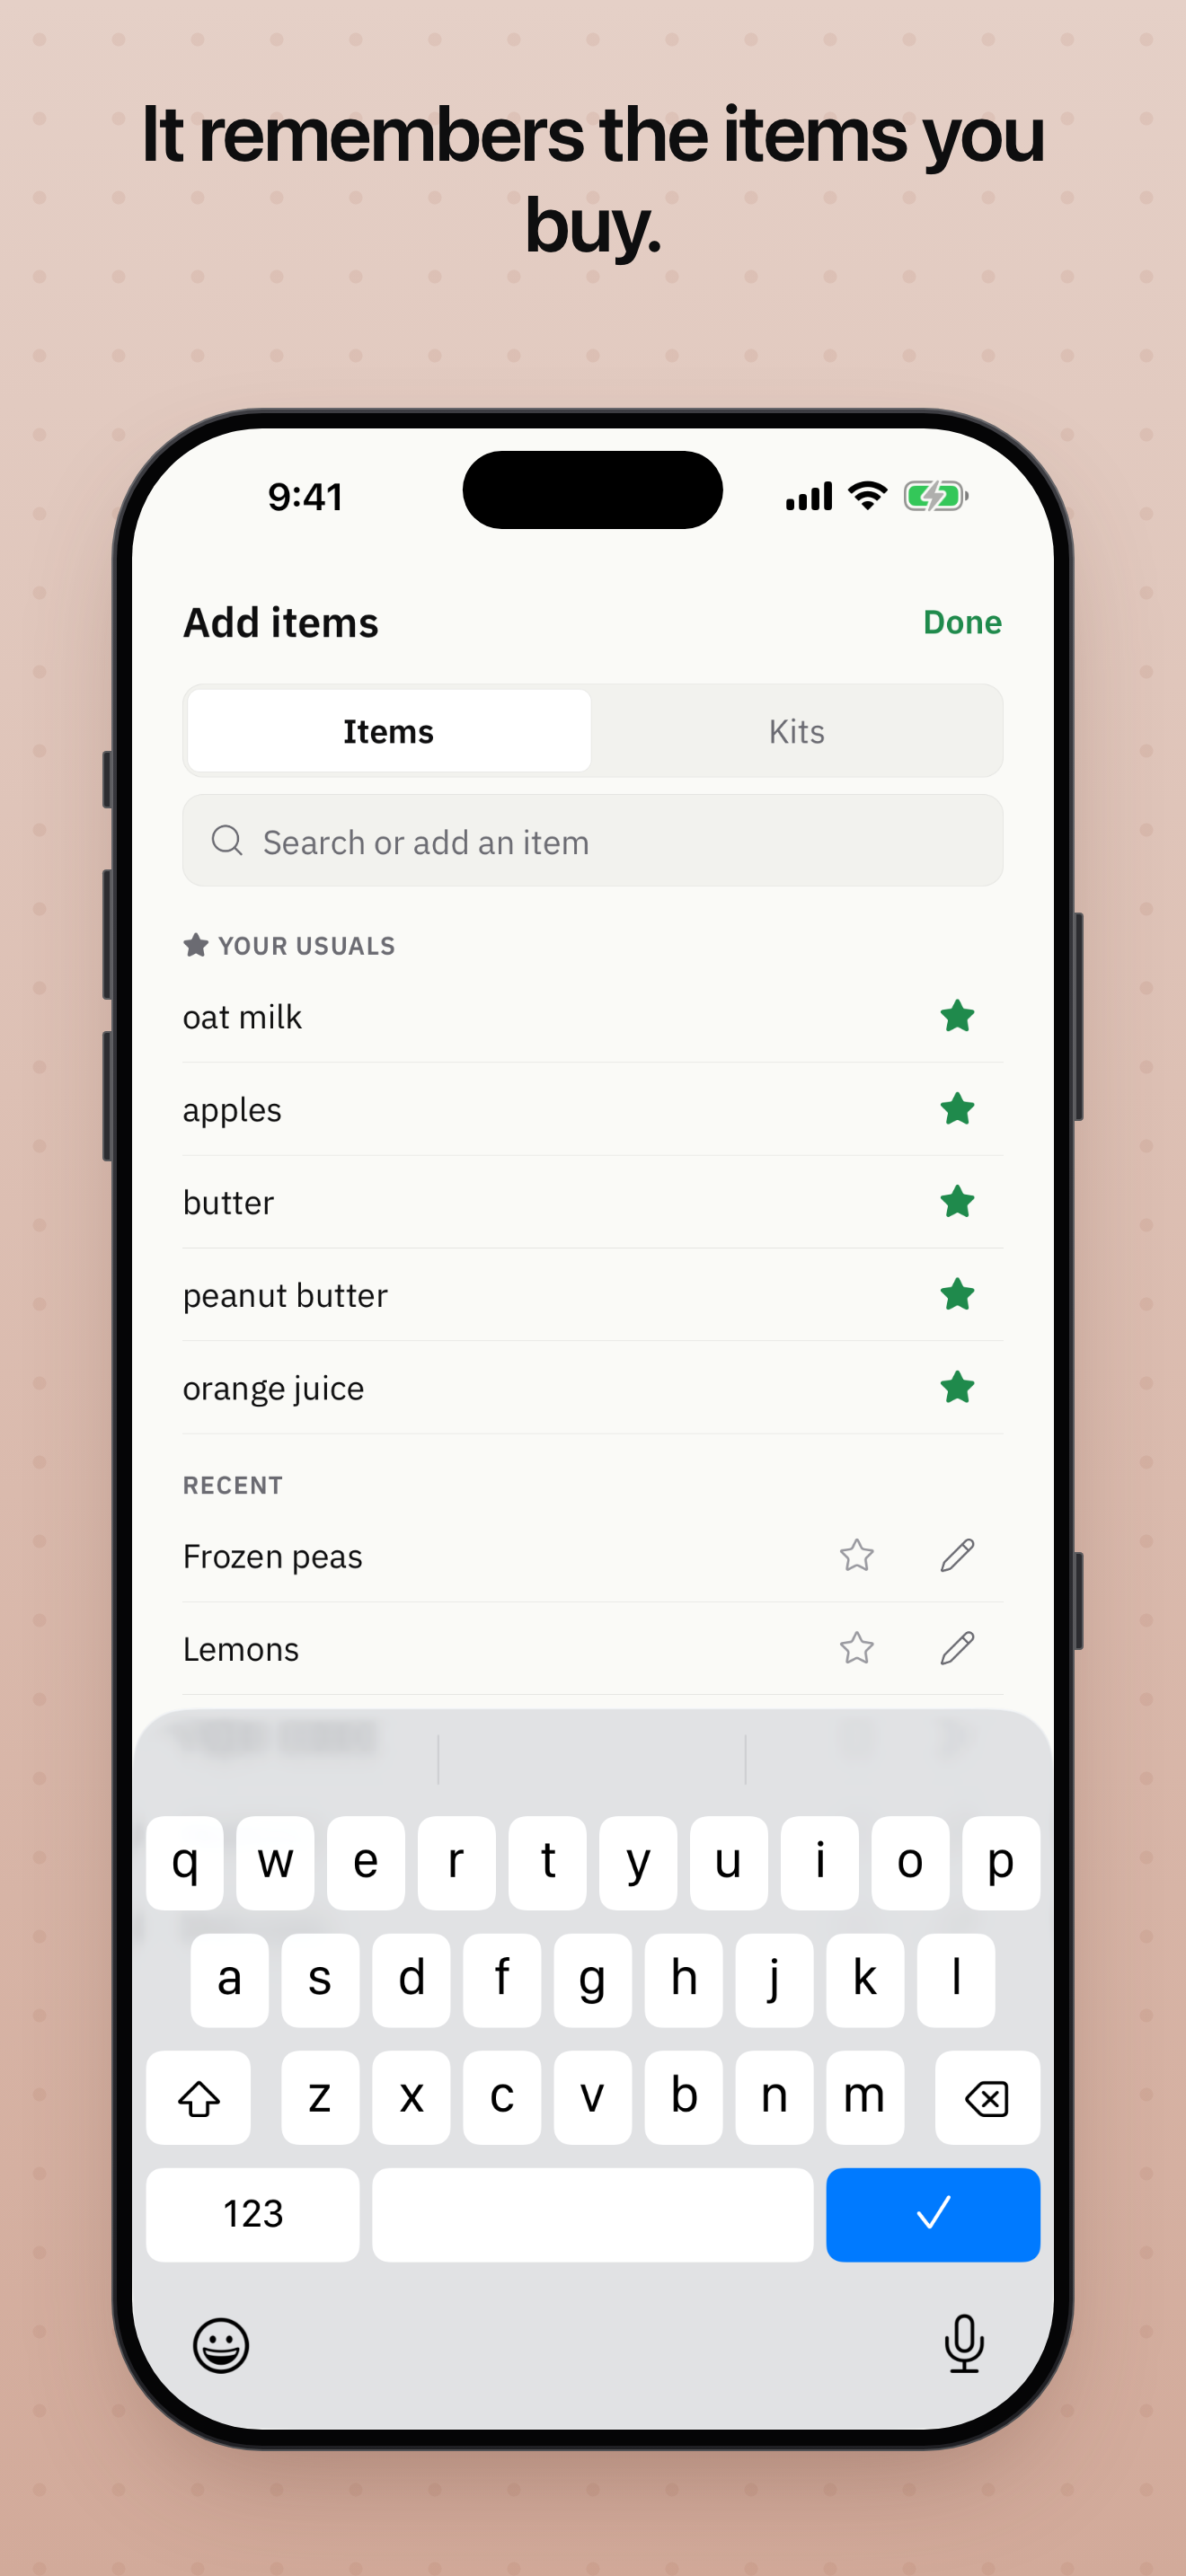 It remembers the items you
buy.
9:41
Add items
Done
Items
Kits
Search or add an item
YOUR USUALS
oat milk
apples
butter
peanut butter
orange juice
RECENT
Frozen peas
Lemons
q w e r t y u i o p
a s d f g h j k l
z x c v b n m
123